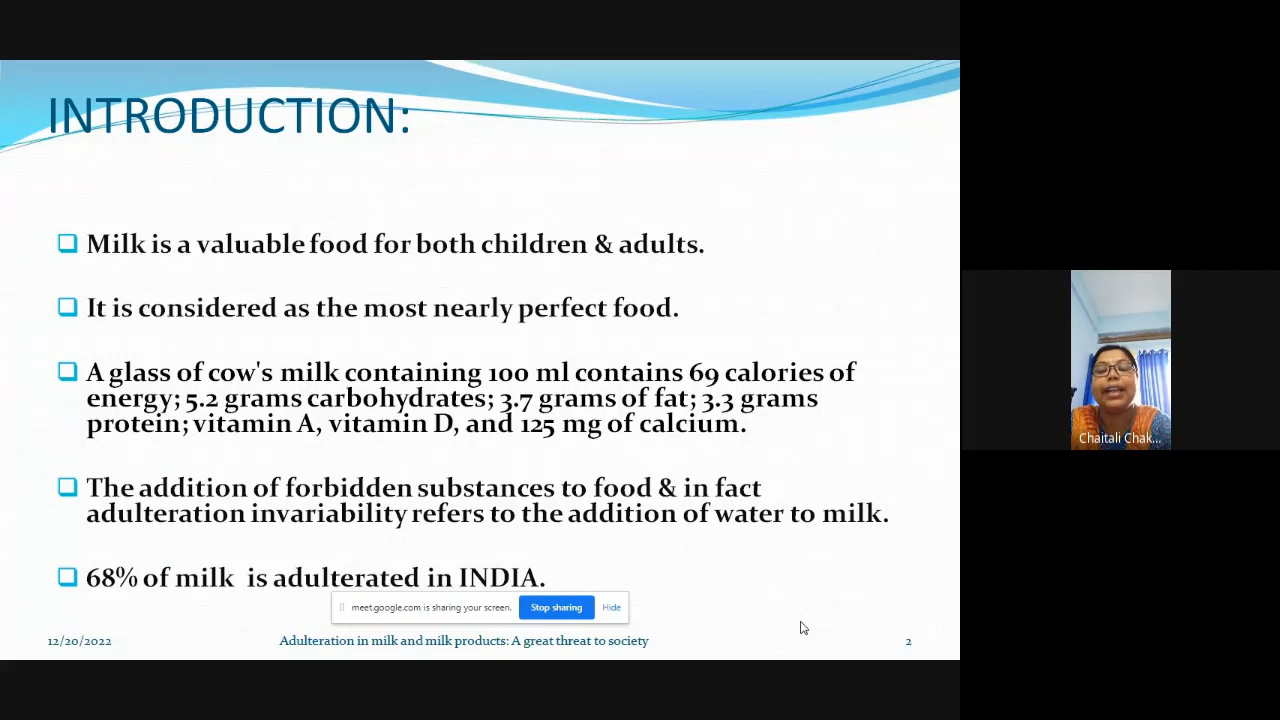 INTRODUCTION:
Milk is a valuable food for both children & adults.
It is considered as the most nearly perfect food.
A glass of cow's milk containing 100 ml contains 69 calories of
energy; 5.2 grams carbohydrates; 3.7 grams of fat; 3.3 grams
protein; vitamin A, vitamin D, and 125 mg of calcium.
The addition of forbidden substances to food & in fact
adulteration invariability refers to the addition of water to milk.
68% of milk is adulterated in INDIA.
meet.google.com is sharing your screen. Stop sharing Hide
12/20/2022 Adulteration in milk and milk products: A great threat to society 2
Chaitali Chak...